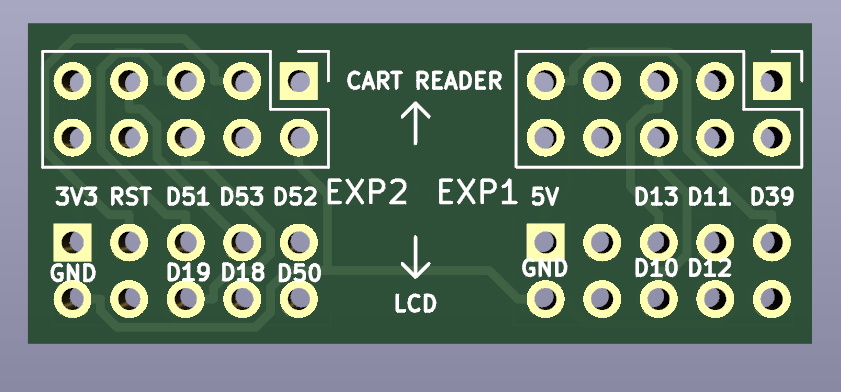 CART READER
3V3 RST D51 D53 D52 EXP2 EXP1 5V D13 D11 D39
GND D19 D18 D50 GND D10 D12
LCD